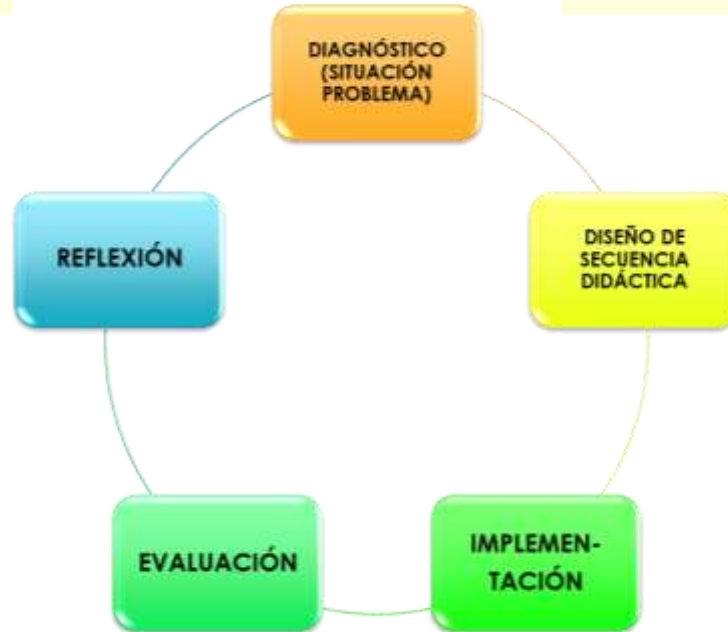 DIAGNÓSTICO
(SITUACIÓN
PROBLEMA)
DISEÑO DE
SECUENCIA
DIDÁCTICA
IMPLEMEN-
TACIÓN
EVALUACIÓN
REFLEXIÓN